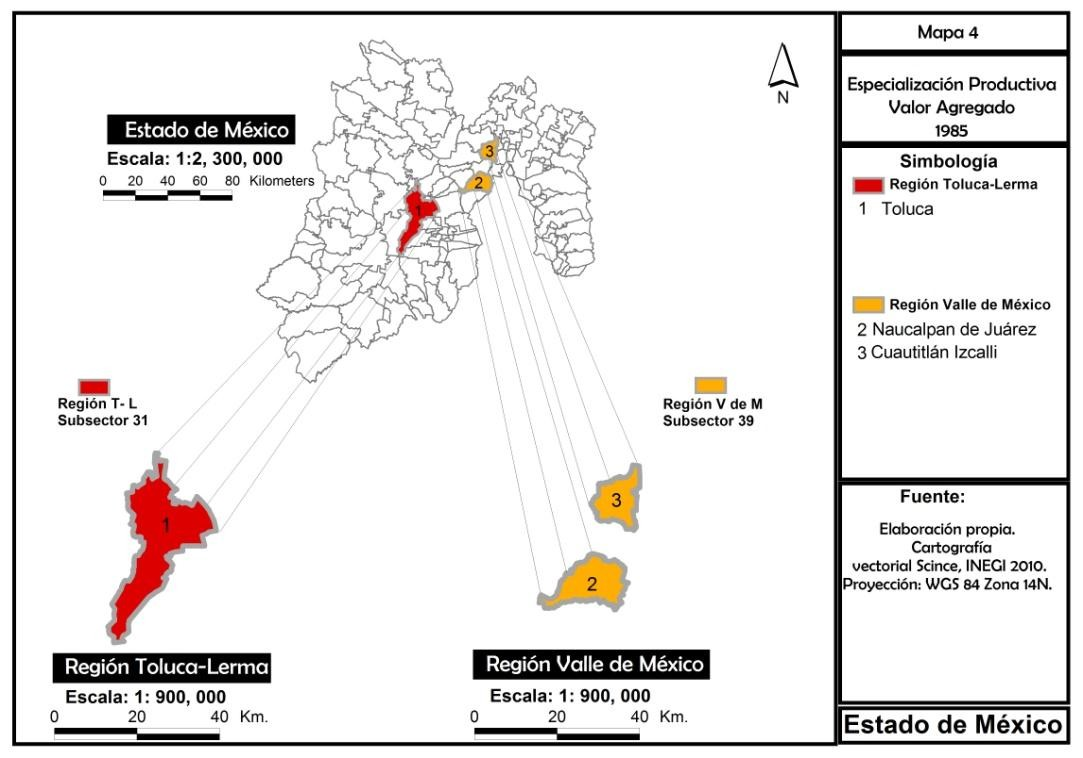 Mapa 4
Especialización Productiva
Valor Agregado
1985
Simbología
Región Toluca-Lerma
1 Toluca
Región Valle de México
2 Naucalpan de Juárez
3 Cuautitlán Izcalli
Fuente:
Elaboración propia.
Cartografía
vectorial Scince, INEGI 2010.
Proyección: WGS 84 Zona 14N.
Estado de México
N
Estado de México
Escala: 1:2, 300, 000
0 20 40 60 80 Kilometers
3
2
1
Región T- L
Subsector 31
Región V de M
Subsector 39
1
3
2
Región Toluca-Lerma
Escala: 1: 900, 000
0 20 40 Km.
Región Valle de México
Escala: 1: 900, 000
0 20 40 Km.